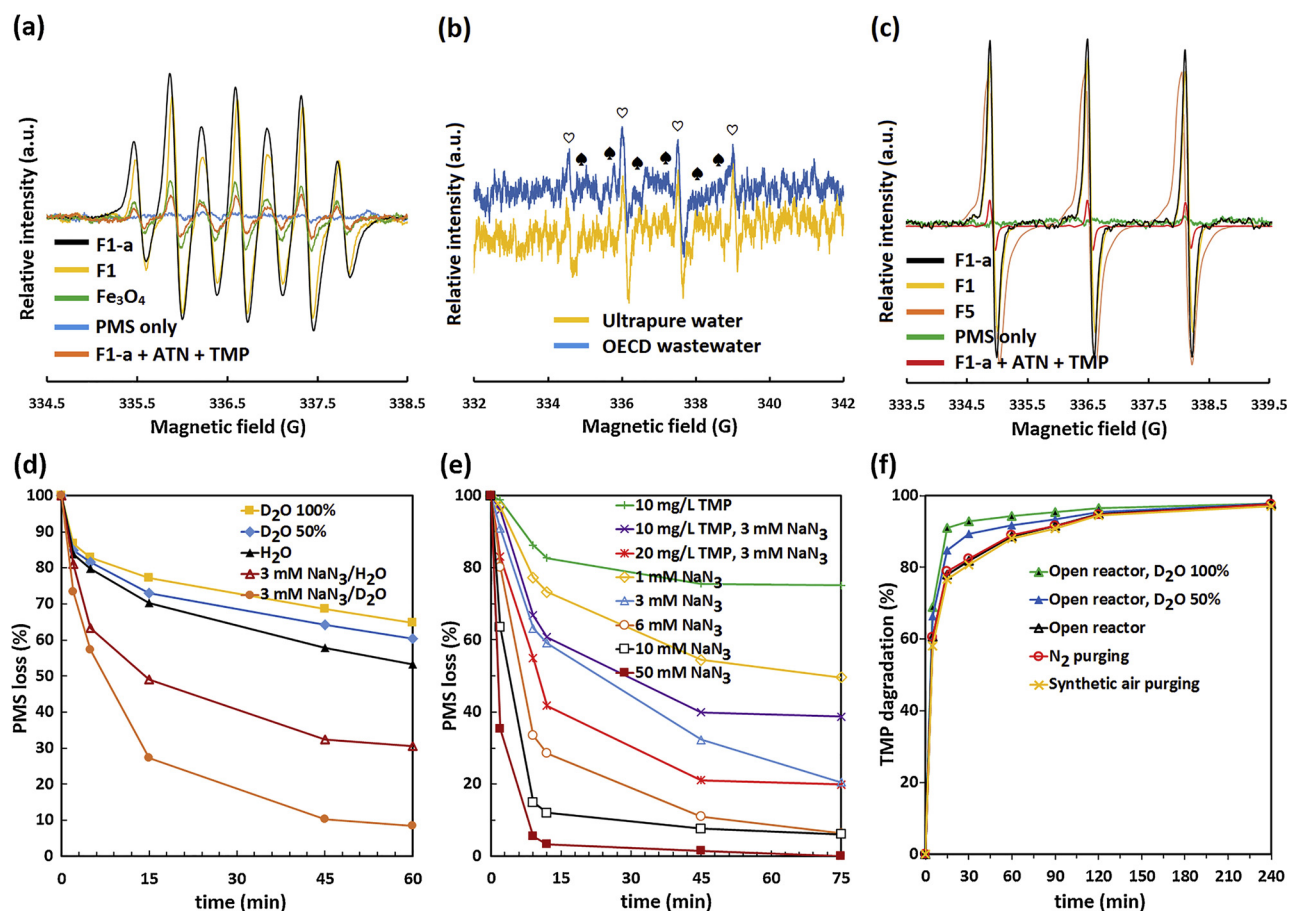 (a)
Relative intensity (a.u.)
F1-a
F1
Fe₃O₄
PMS only
F1-a + ATN + TMP
334.5 335.5 336.5 337.5 338.5
Magnetic field (G)
(b)
Relative intensity (a.u.)
♡ ♡ ♡ ♡
♠ ♠ ♠ ♠ ♠ ♠
Ultrapure water
OECD wastewater
332 334 336 338 340 342
Magnetic field (G)
(c)
Relative intensity (a.u.)
F1-a
F1
F5
PMS only
F1-a + ATN + TMP
333.5 334.5 335.5 336.5 337.5 338.5 339.5
Magnetic field (G)
(d)
PMS loss (%)
100
90
80
70
60
50
40
30
20
10
0
D₂O 100%
D₂O 50%
H₂O
3 mM NaN₃/H₂O
3 mM NaN₃/D₂O
0 15 30 45 60
time (min)
(e)
PMS loss (%)
100
90
80
70
60
50
40
30
20
10
0
10 mg/L TMP
10 mg/L TMP, 3 mM NaN₃
20 mg/L TMP, 3 mM NaN₃
1 mM NaN₃
3 mM NaN₃
6 mM NaN₃
10 mM NaN₃
50 mM NaN₃
0 15 30 45 60 75
time (min)
(f)
TMP dagradation (%)
100
80
60
40
20
0
Open reactor, D₂O 100%
Open reactor, D₂O 50%
Open reactor
N₂ purging
Synthetic air purging
0 30 60 90 120 150 180 210 240
time (min)